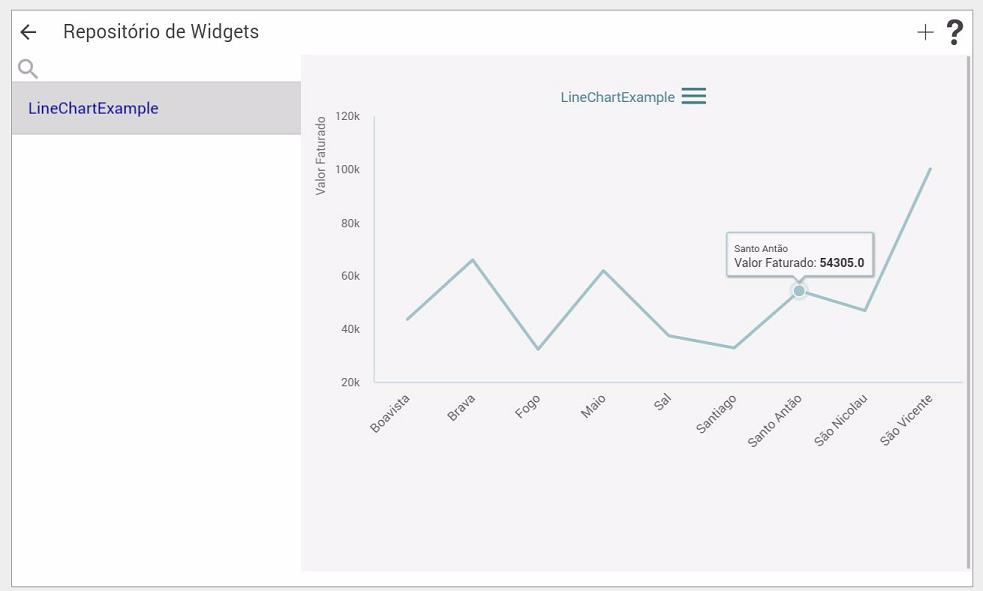 Repositório de Widgets
?
LineChartExample
LineChartExample
Valor Faturado
120k
100k
80k
60k
40k
20k
Santo Antão
Valor Faturado: 54305.0
Boavista
Brava
Fogo
Maio
Sal
Santiago
Santo Antão
São Nicolau
São Vicente